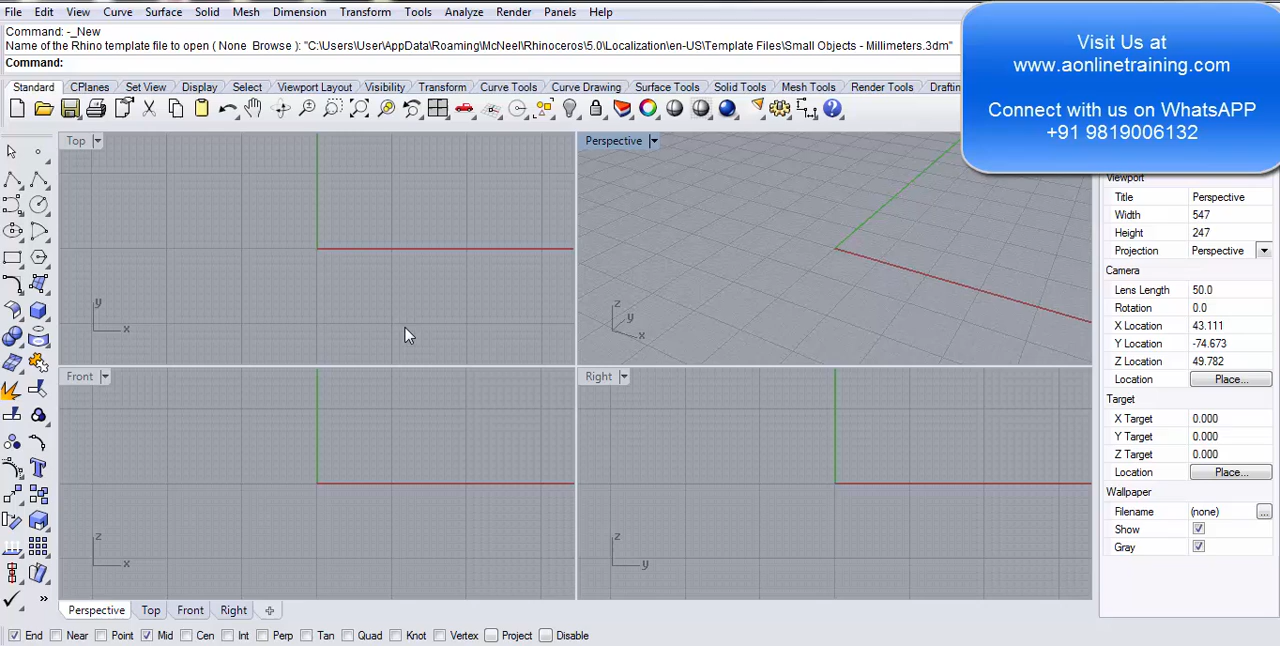 File Edit View Curve Surface Solid Mesh Dimension Transform Tools Analyze Render Panels Help
Command: -_New
Name of the Rhino template file to open ( None Browse ): "C:\Users\User\AppData\Roaming\McNeel\Rhinoceros\5.0\Localization\en-US\Template Files\Small Objects - Millimeters.3dm"
Command:
Visit Us at
www.aonlinetraining.com
Connect with us on WhatsAPP
+91 9819006132
Standard CPlanes Set View Display Select Viewport Layout Visibility Transform Curve Tools Curve Drawing Surface Tools Solid Tools Mesh Tools Render Tools Draftin
Top
y
x
Perspective
z
y
x
Front
z
x
Right
z
y
Viewport
Title Perspective
Width 547
Height 247
Projection Perspective
Camera
Lens Length 50.0
Rotation 0.0
X Location 43.111
Y Location -74.673
Z Location 49.782
Location Place...
Target
X Target 0.000
Y Target 0.000
Z Target 0.000
Location Place...
Wallpaper
Filename (none) ...
Show
Gray
Perspective Top Front Right
End Near Point Mid Cen Int Perp Tan Quad Knot Vertex Project Disable